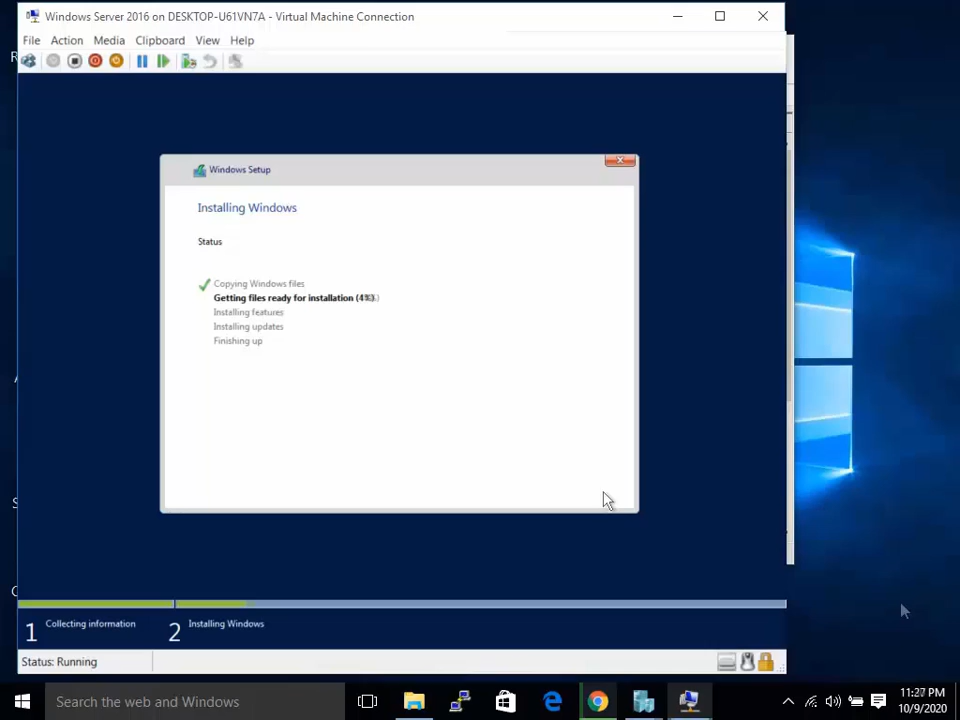 Windows Server 2016 on DESKTOP-U61VN7A - Virtual Machine Connection
File Action Media Clipboard View Help
Windows Setup
Installing Windows
Status
Copying Windows files
Getting files ready for installation (4%)
Installing features
Installing updates
Finishing up
1 Collecting information 2 Installing Windows
Status: Running
Search the web and Windows
11:27 PM
10/9/2020